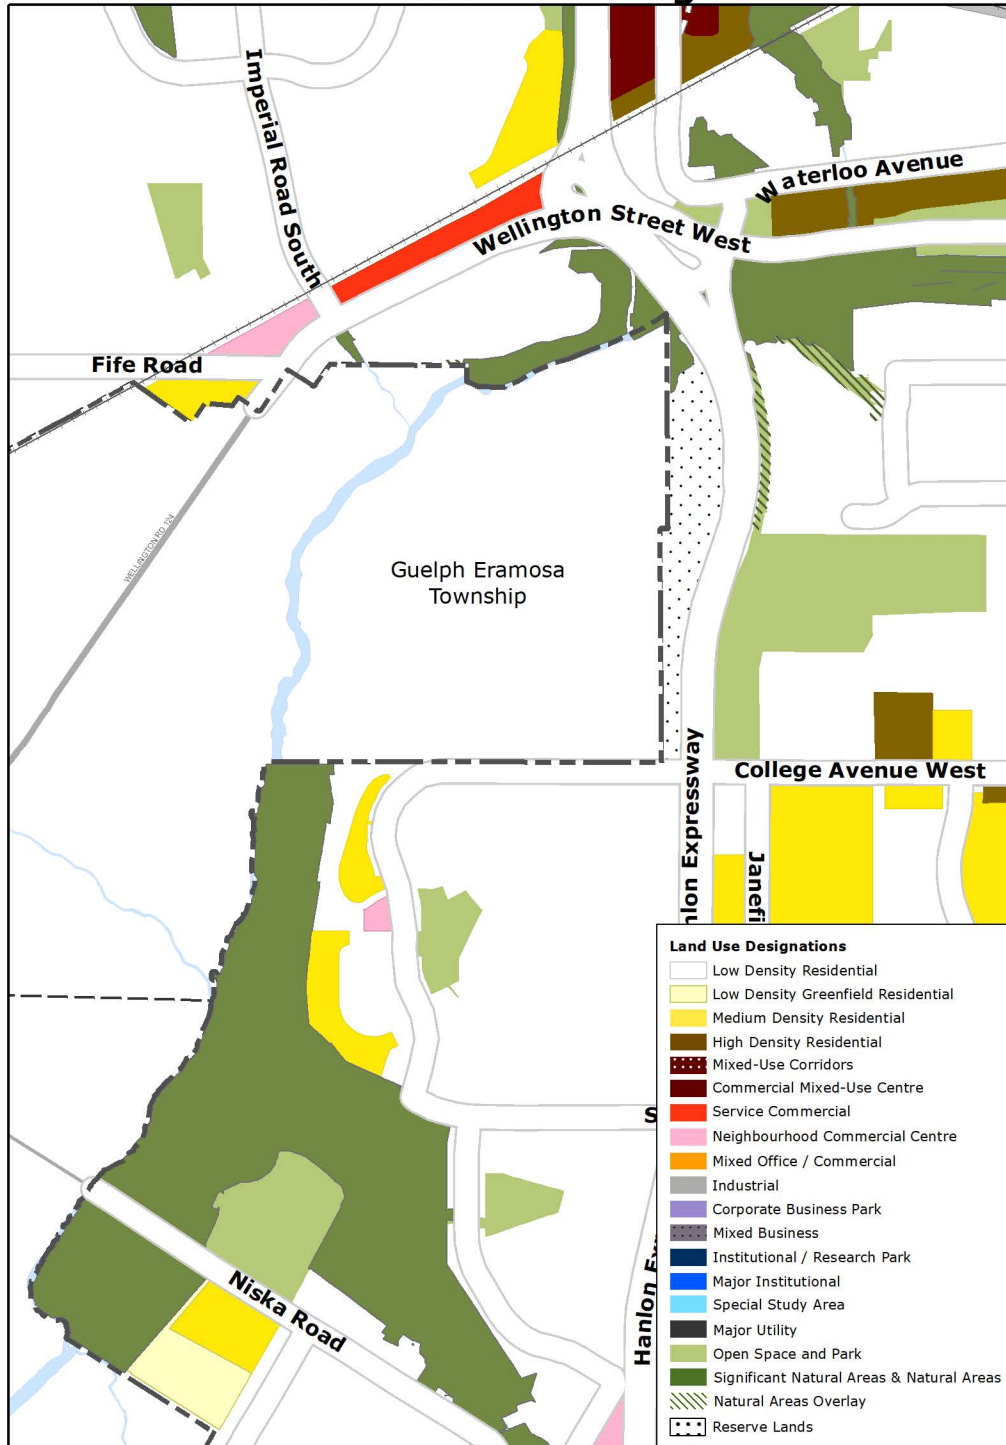 Imperial Road South
Waterloo Avenue
Wellington Street West
Fife Road
WELLINGTON RD 124
Guelph Eramosa
Township
College Avenue West
nlon Expressway
Janefi
S
Niska Road
Hanlon Ex
Land Use Designations
Low Density Residential
Low Density Greenfield Residential
Medium Density Residential
High Density Residential
Mixed-Use Corridors
Commercial Mixed-Use Centre
Service Commercial
Neighbourhood Commercial Centre
Mixed Office / Commercial
Industrial
Corporate Business Park
Mixed Business
Institutional / Research Park
Major Institutional
Special Study Area
Major Utility
Open Space and Park
Significant Natural Areas & Natural Areas
Natural Areas Overlay
Reserve Lands